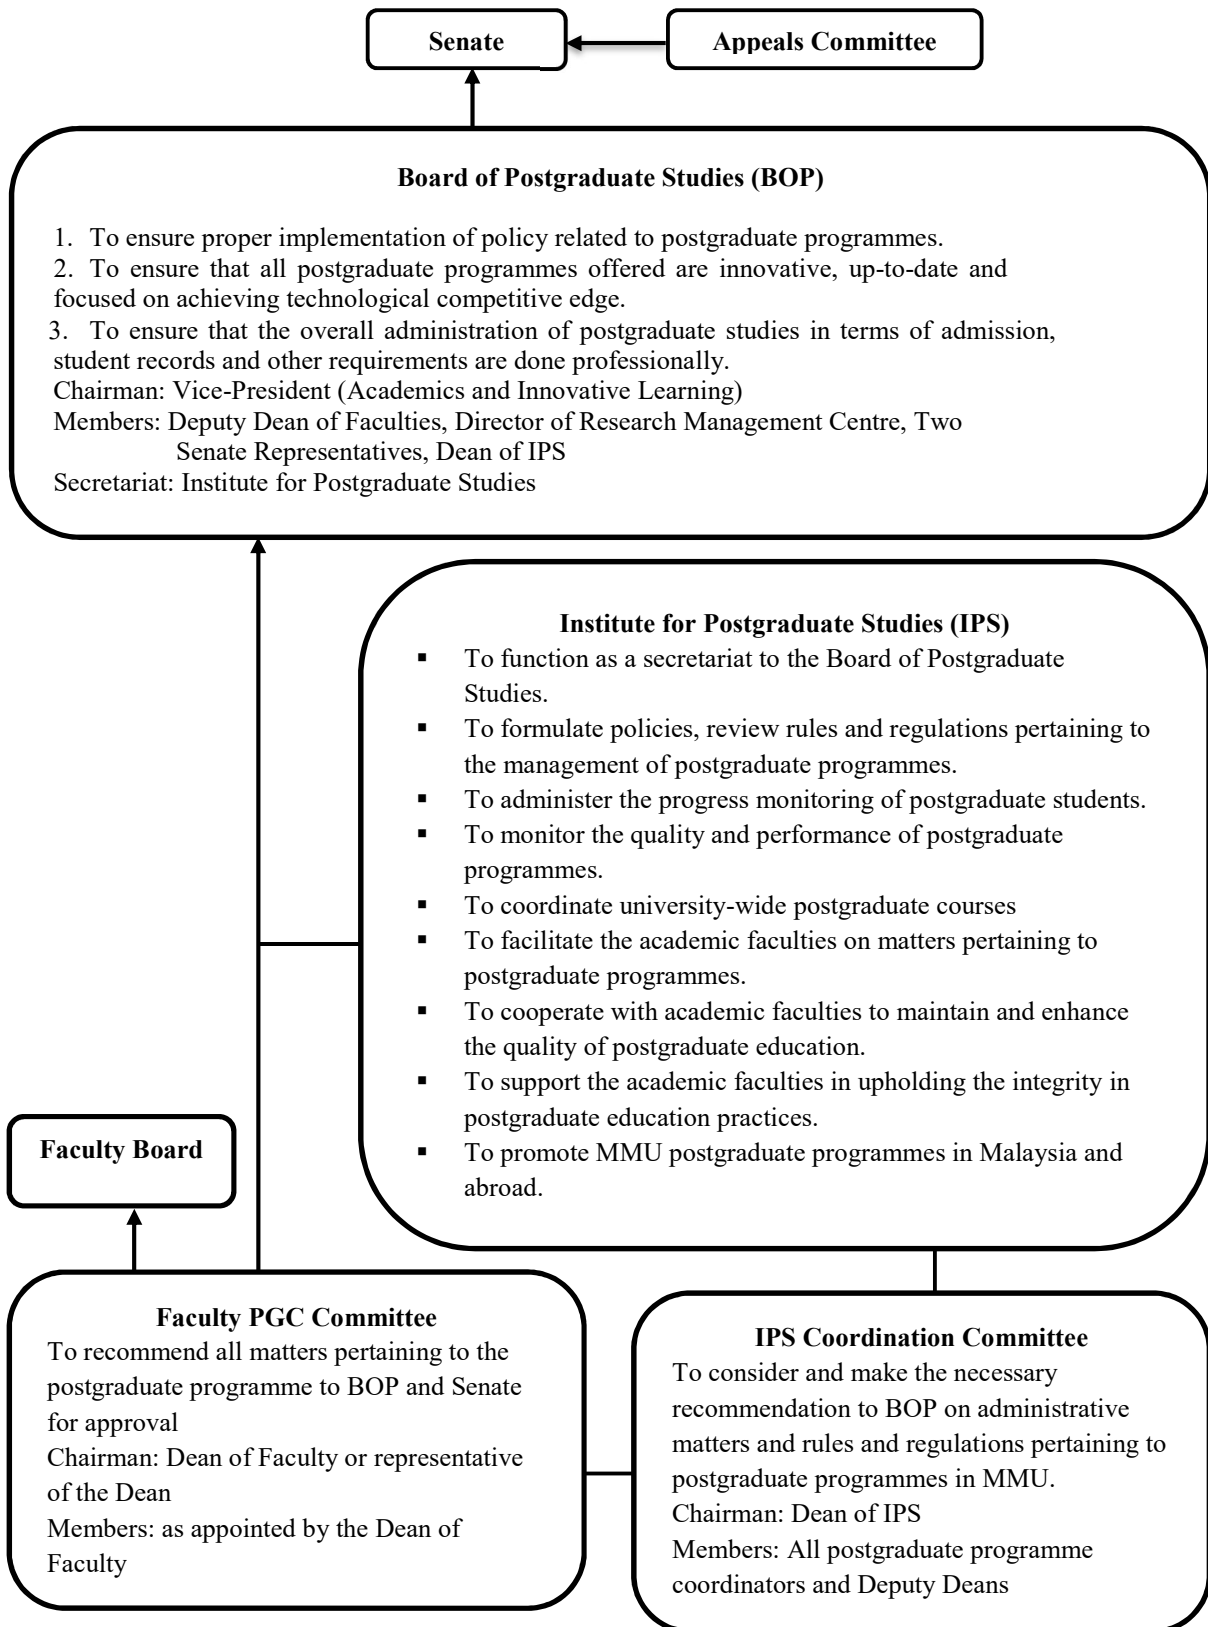 Senate
Appeals Committee
Board of Postgraduate Studies (BOP)
1. To ensure proper implementation of policy related to postgraduate programmes.
2. To ensure that all postgraduate programmes offered are innovative, up-to-date and
focused on achieving technological competitive edge.
3. To ensure that the overall administration of postgraduate studies in terms of admission,
student records and other requirements are done professionally.
Chairman: Vice-President (Academics and Innovative Learning)
Members: Deputy Dean of Faculties, Director of Research Management Centre, Two
Senate Representatives, Dean of IPS
Secretariat: Institute for Postgraduate Studies
Institute for Postgraduate Studies (IPS)
▪ To function as a secretariat to the Board of Postgraduate
Studies.
▪ To formulate policies, review rules and regulations pertaining to
the management of postgraduate programmes.
▪ To administer the progress monitoring of postgraduate students.
▪ To monitor the quality and performance of postgraduate
programmes.
▪ To coordinate university-wide postgraduate courses
▪ To facilitate the academic faculties on matters pertaining to
postgraduate programmes.
▪ To cooperate with academic faculties to maintain and enhance
the quality of postgraduate education.
▪ To support the academic faculties in upholding the integrity in
postgraduate education practices.
▪ To promote MMU postgraduate programmes in Malaysia and
abroad.
Faculty Board
Faculty PGC Committee
To recommend all matters pertaining to the
postgraduate programme to BOP and Senate
for approval
Chairman: Dean of Faculty or representative
of the Dean
Members: as appointed by the Dean of
Faculty
IPS Coordination Committee
To consider and make the necessary
recommendation to BOP on administrative
matters and rules and regulations pertaining to
postgraduate programmes in MMU.
Chairman: Dean of IPS
Members: All postgraduate programme
coordinators and Deputy Deans